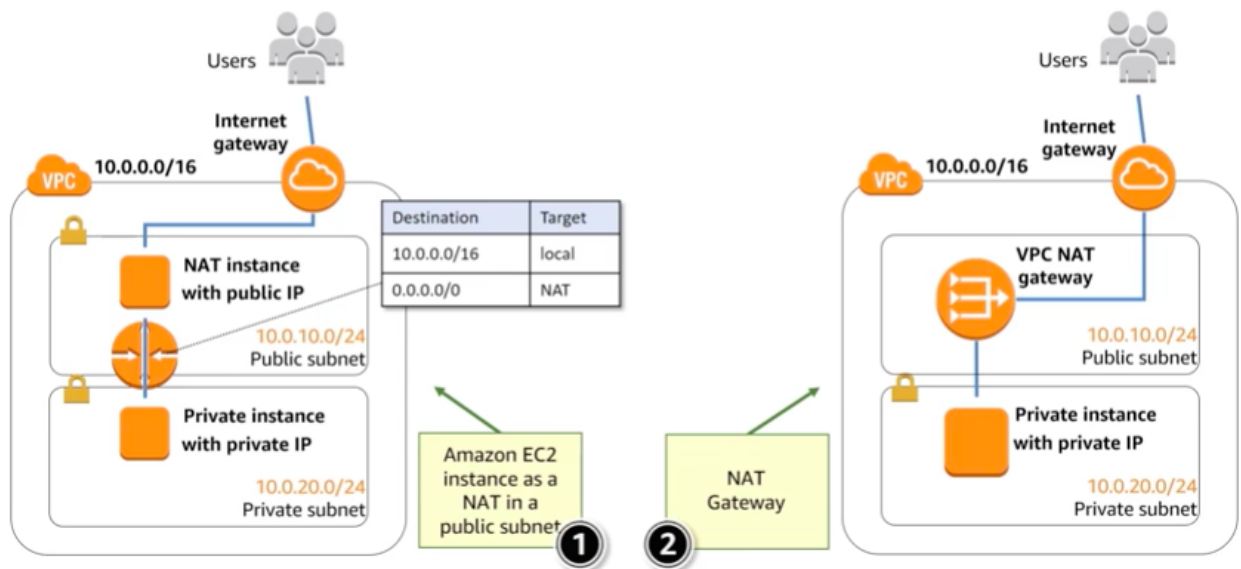 Users
Internet
gateway
VPC
10.0.0.0/16
Destination Target
10.0.0.0/16 local
0.0.0.0/0 NAT
NAT instance
with public IP
10.0.10.0/24
Public subnet
Private instance
with private IP
10.0.20.0/24
Private subnet
Amazon EC2
instance as a
NAT in a
public subnet
1
Users
Internet
gateway
VPC
10.0.0.0/16
VPC NAT
gateway
10.0.10.0/24
Public subnet
Private instance
with private IP
10.0.20.0/24
Private subnet
NAT
Gateway
2